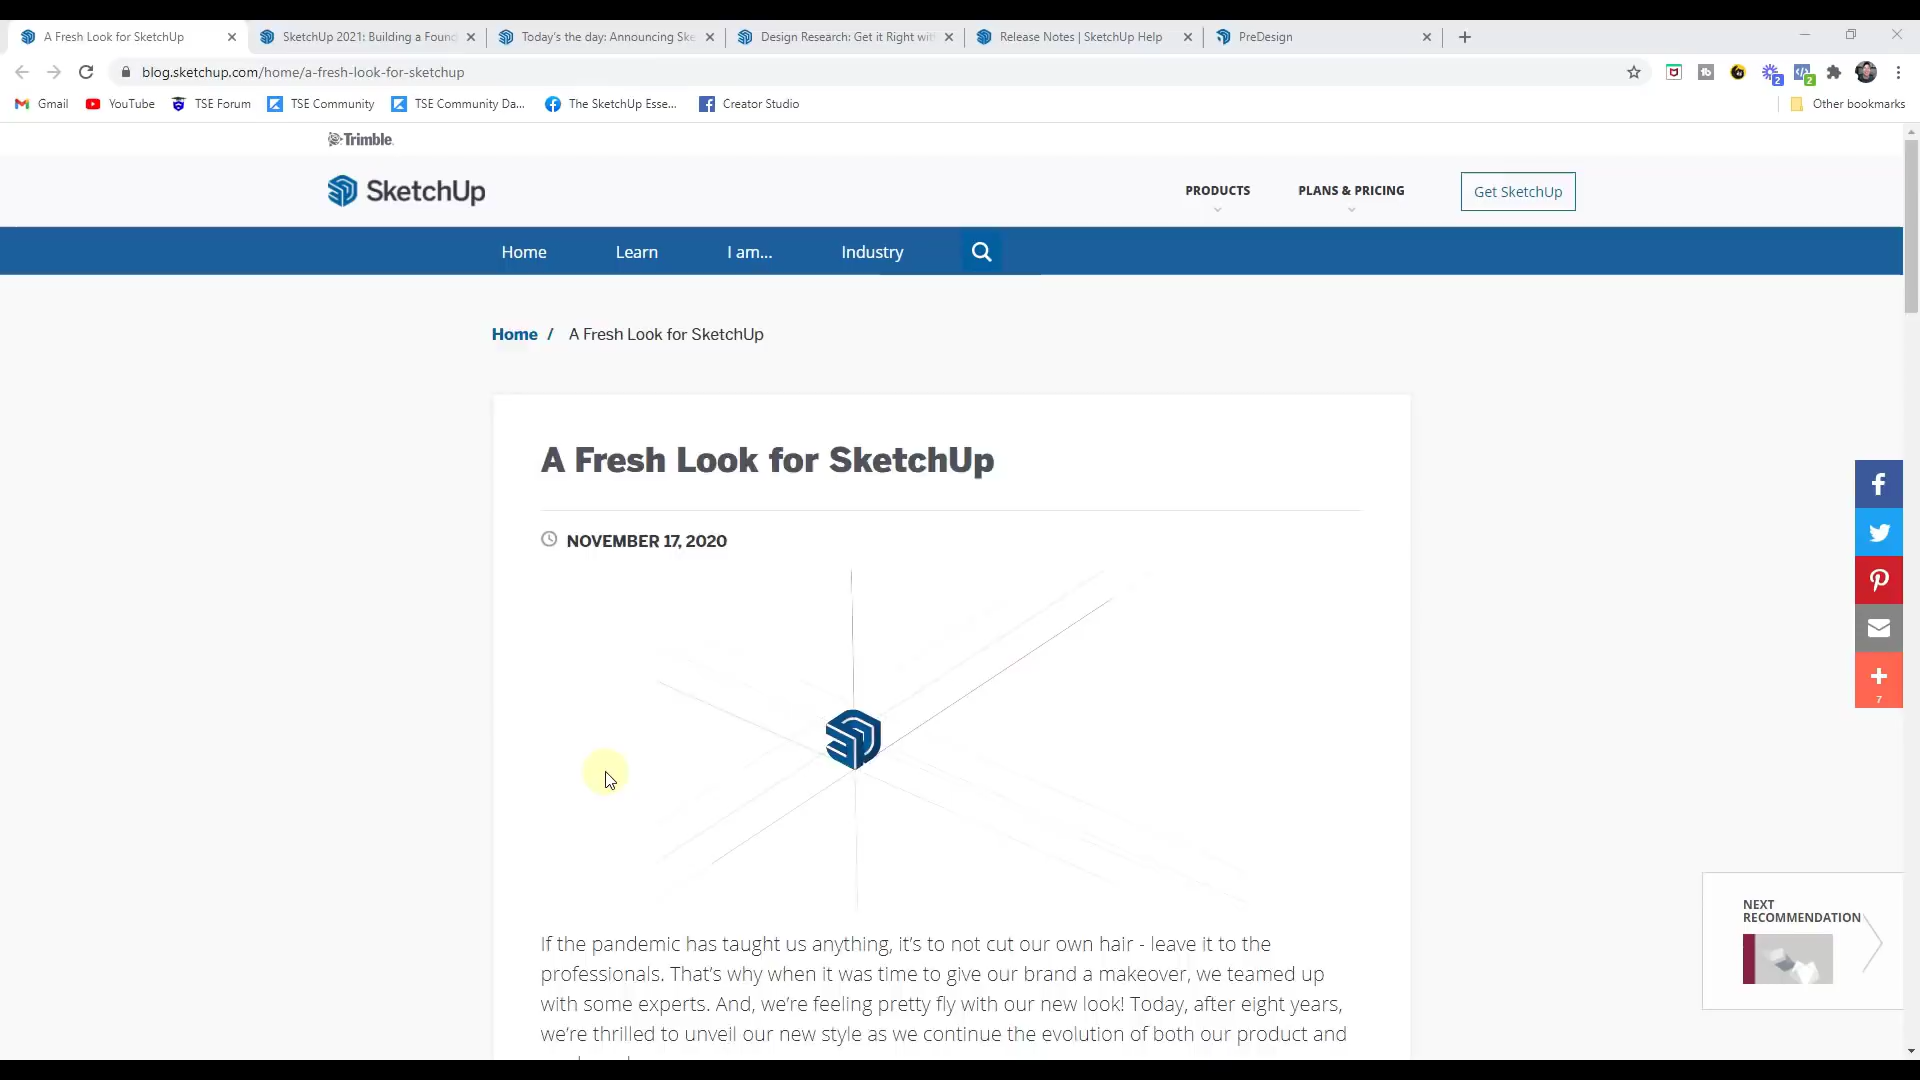 A Fresh Look for SketchUp
SketchUp 2021: Building a Found
Today's the day: Announcing Ske
Design Research: Get it Right wit
Release Notes | SketchUp Help
PreDesign
blog.sketchup.com/home/a-fresh-look-for-sketchup
2
2
Gmail
YouTube
TSE Forum
TSE Community
TSE Community Da...
The SketchUp Esse...
Creator Studio
Other bookmarks
Trimble
SketchUp
PRODUCTS
PLANS & PRICING
Get SketchUp
Home
Learn
I am...
Industry
Home / A Fresh Look for SketchUp
A Fresh Look for SketchUp
NOVEMBER 17, 2020
7
NEXT
RECOMMENDATION
If the pandemic has taught us anything, it's to not cut our own hair - leave it to the
professionals. That's why when it was time to give our brand a makeover, we teamed up
with some experts. And, we're feeling pretty fly with our new look! Today, after eight years,
we're thrilled to unveil our new style as we continue the evolution of both our product and